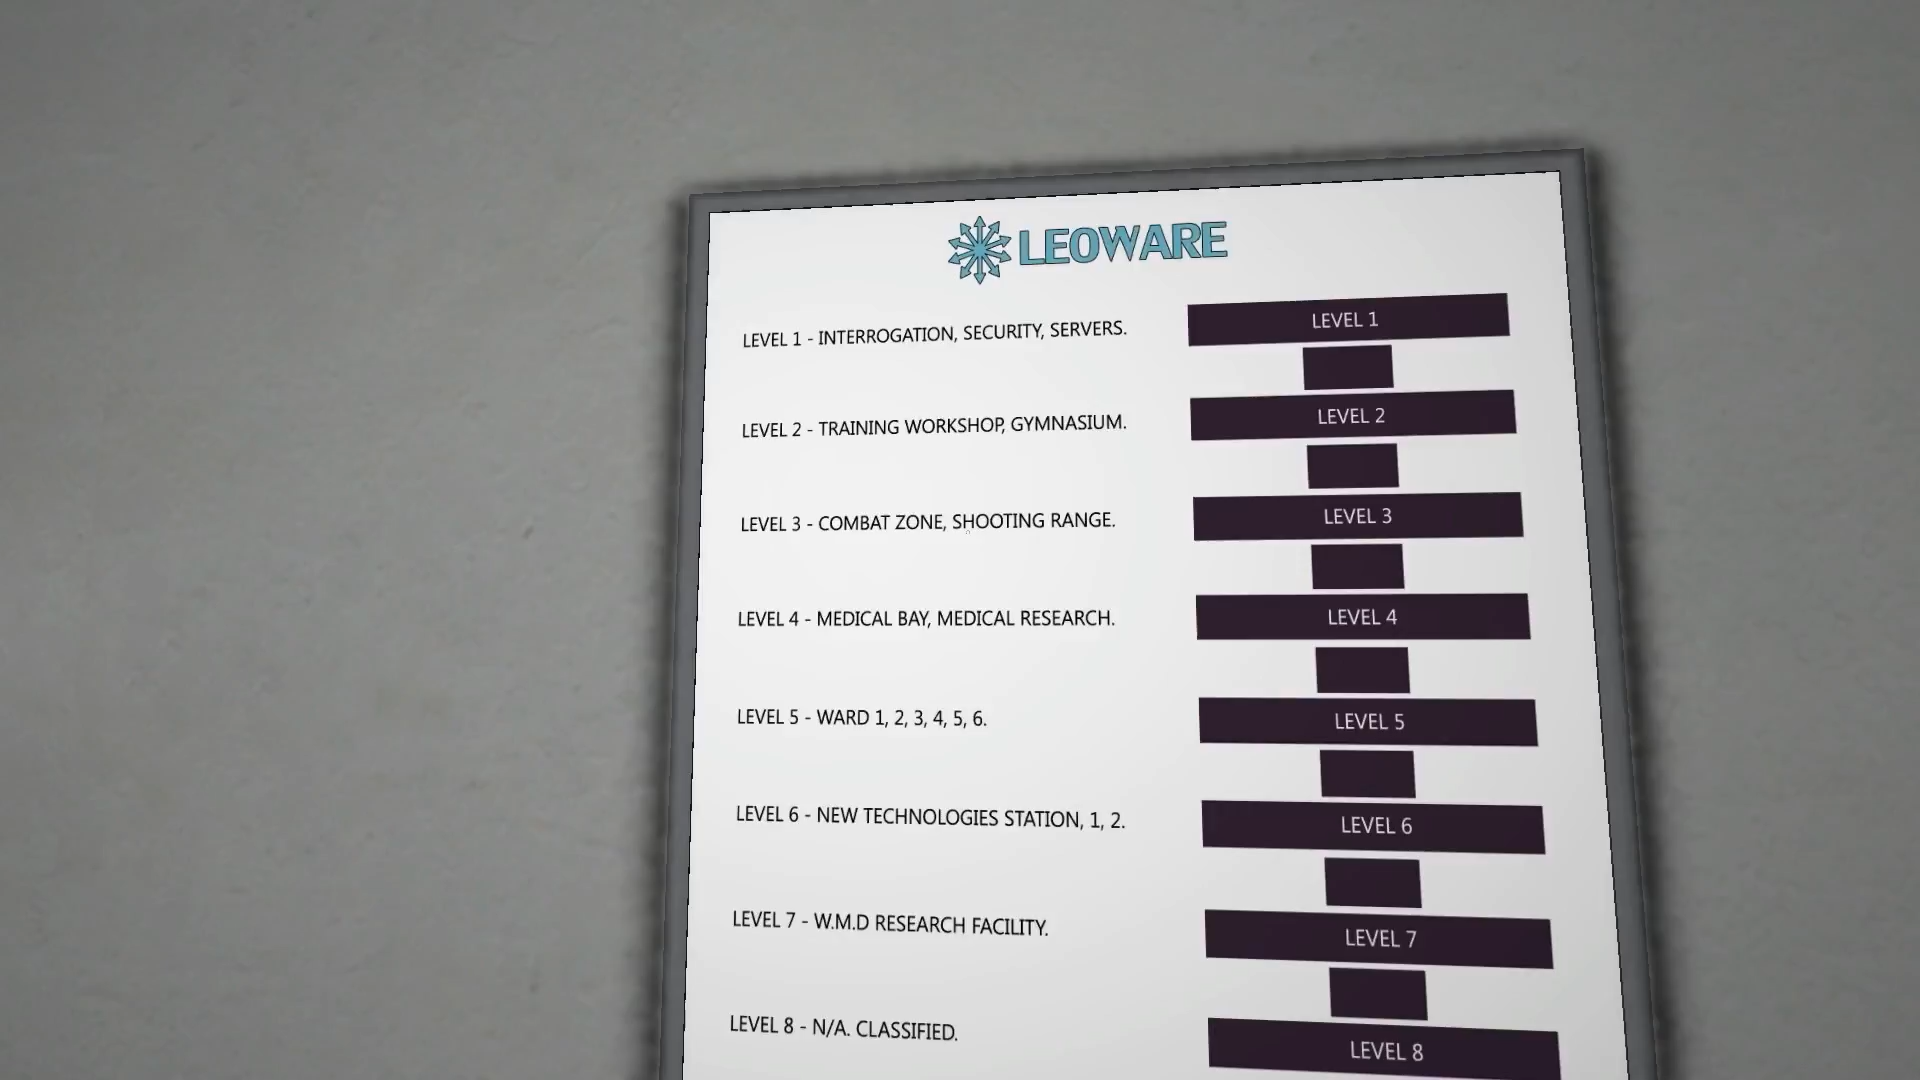 LEOWARE
LEVEL 1 - INTERROGATION, SECURITY, SERVERS.
LEVEL 1
LEVEL 2 - TRAINING WORKSHOP, GYMNASIUM.
LEVEL 2
LEVEL 3 - COMBAT ZONE, SHOOTING RANGE.
LEVEL 3
LEVEL 4 - MEDICAL BAY, MEDICAL RESEARCH.
LEVEL 4
LEVEL 5 - WARD 1, 2, 3, 4, 5, 6.
LEVEL 5
LEVEL 6 - NEW TECHNOLOGIES STATION, 1, 2.
LEVEL 6
LEVEL 7 - W.M.D RESEARCH FACILITY.
LEVEL 7
LEVEL 8 - N/A. CLASSIFIED.
LEVEL 8